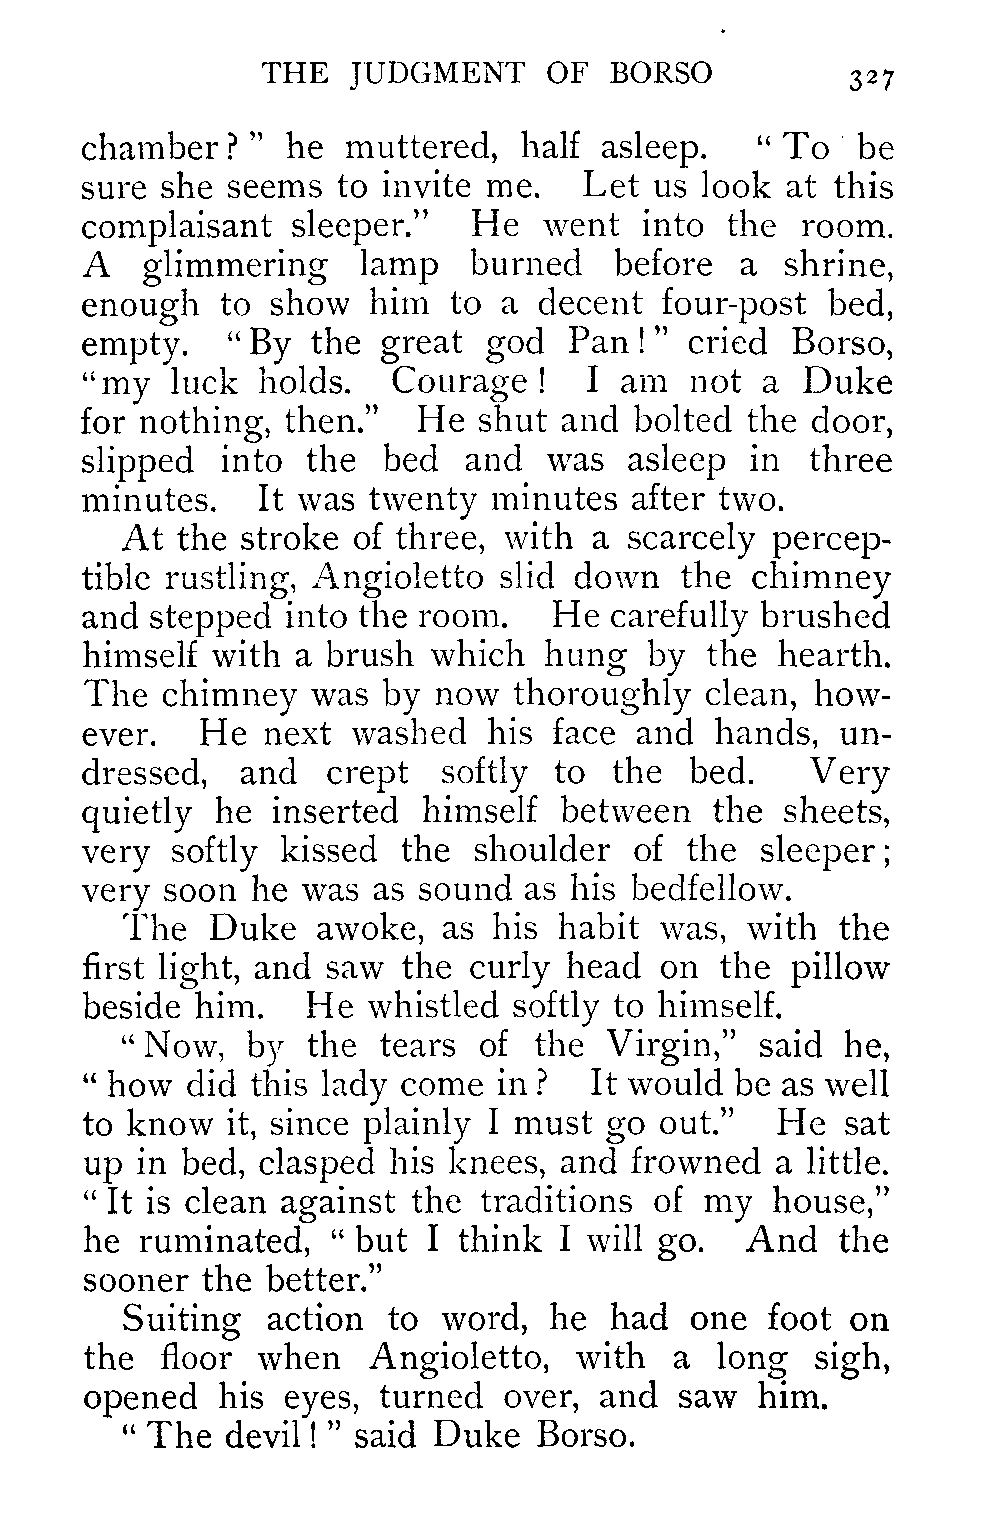 THE JUDGMENT OF BORSO 327
chamber?" he muttered, half asleep. "To be
sure she seems to invite me. Let us look at this
complaisant sleeper." He went into the room.
A glimmering lamp burned before a shrine,
enough to show him to a decent four-post bed,
empty. "By the great god Pan!" cried Borso,
"my luck holds. Courage! I am not a Duke
for nothing, then." He shut and bolted the door,
slipped into the bed and was asleep in three
minutes. It was twenty minutes after two.
At the stroke of three, with a scarcely percep-
tible rustling, Angioletto slid down the chimney
and stepped into the room. He carefully brushed
himself with a brush which hung by the hearth.
The chimney was by now thoroughly clean, how-
ever. He next washed his face and hands, un-
dressed, and crept softly to the bed. Very
quietly he inserted himself between the sheets,
very softly kissed the shoulder of the sleeper;
very soon he was as sound as his bedfellow.
The Duke awoke, as his habit was, with the
first light, and saw the curly head on the pillow
beside him. He whistled softly to himself.
"Now, by the tears of the Virgin," said he,
"how did this lady come in? It would be as well
to know it, since plainly I must go out." He sat
up in bed, clasped his knees, and frowned a little.
"It is clean against the traditions of my house,"
he ruminated, "but I think I will go. And the
sooner the better."
Suiting action to word, he had one foot on
the floor when Angioletto, with a long sigh,
opened his eyes, turned over, and saw him.
"The devil!" said Duke Borso.